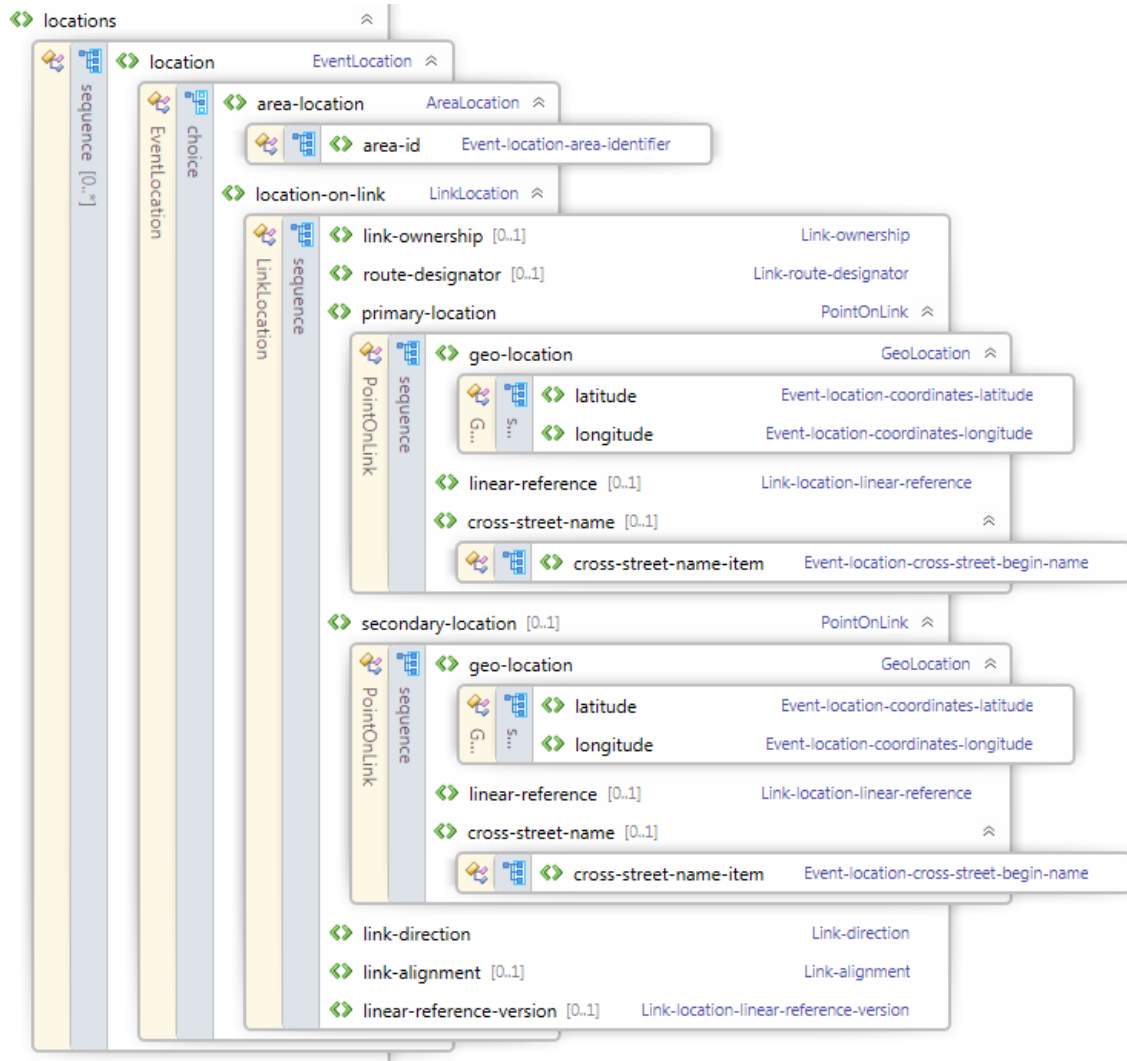 locations
sequence [0..*]
location EventLocation
EventLocation
choice
area-location AreaLocation
area-id Event-location-area-identifier
location-on-link LinkLocation
LinkLocation
sequence
link-ownership [0..1] Link-ownership
route-designator [0..1] Link-route-designator
primary-location PointOnLink
PointOnLink
sequence
geo-location GeoLocation
G...
s...
latitude Event-location-coordinates-latitude
longitude Event-location-coordinates-longitude
linear-reference [0..1] Link-location-linear-reference
cross-street-name [0..1]
cross-street-name-item Event-location-cross-street-begin-name
secondary-location [0..1] PointOnLink
PointOnLink
sequence
geo-location GeoLocation
G...
s...
latitude Event-location-coordinates-latitude
longitude Event-location-coordinates-longitude
linear-reference [0..1] Link-location-linear-reference
cross-street-name [0..1]
cross-street-name-item Event-location-cross-street-begin-name
link-direction Link-direction
link-alignment [0..1] Link-alignment
linear-reference-version [0..1] Link-location-linear-reference-version